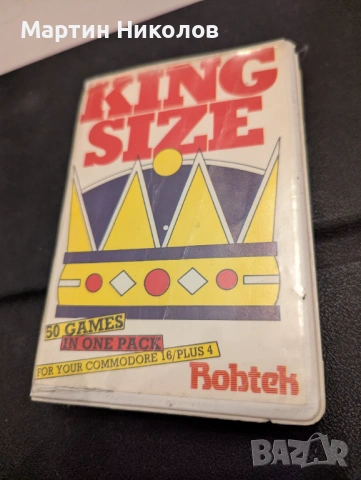 Мартин Николов
KING
SIZE
50 GAMES
IN ONE PACK
FOR YOUR COMMODORE 16/PLUS 4
Robtek
BAZAR